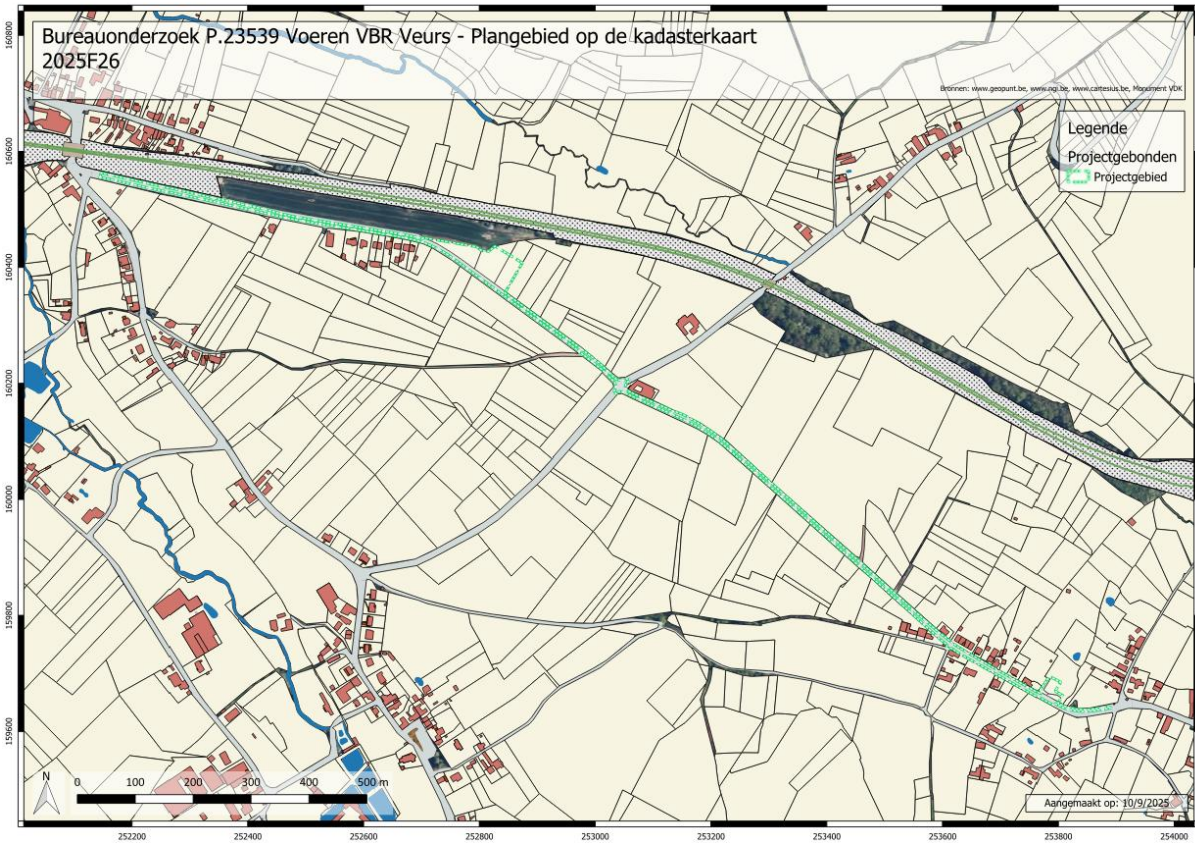 Bureauonderzoek P.23539 Voeren VBR Veurs - Plangebied op de kadasterkaart
2025F26
Bronnen: www.geopunt.be, www.ngi.be, www.cartesius.be, Monument VDK
Legende
Projectgebonden
Projectgebied
160800
160600
160400
160200
160000
159800
159600
N
0 100 200 300 400 500 m
Aangemaakt op: 10/9/2025
252200 252400 252600 252800 253000 253200 253400 253600 253800 254000